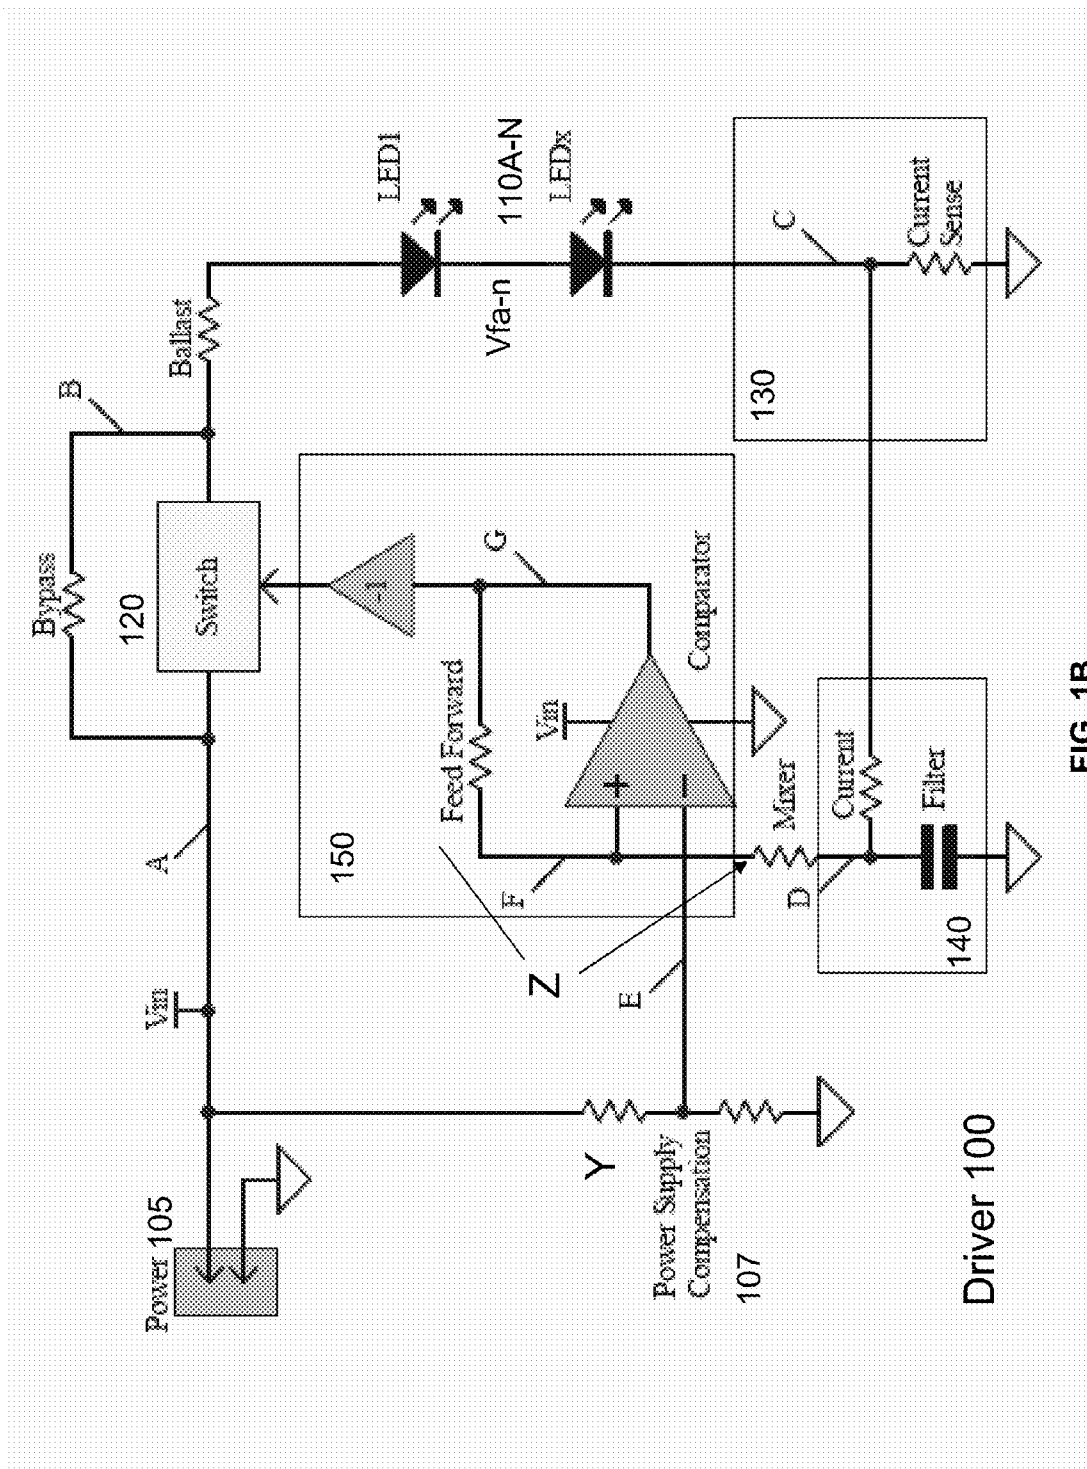 Power 105
Vin
A
Bypass
120
Switch
B
Ballast
LED1
110A-N
Vfa-n
LEDx
150
Feed Forward
-1
G
Vin
+
−
Comparator
F
Z
E
Mixer
Y
Power Supply
Compensation
107
D
140
Current
Filter
130
C
Current
Sense
Driver 100
FIG. 1B